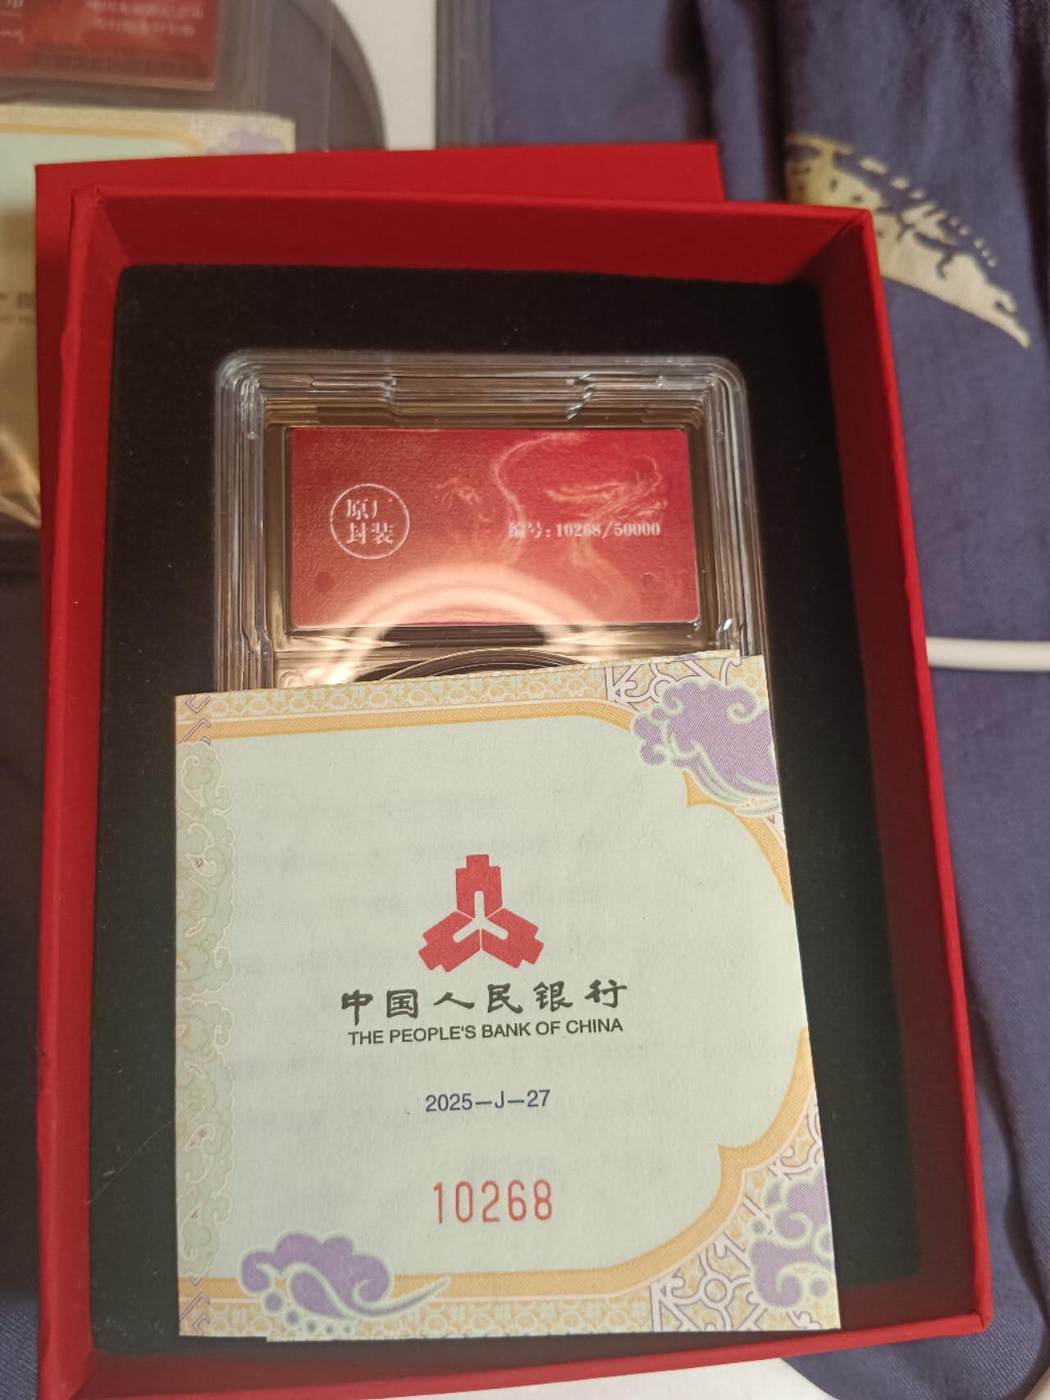 原厂
封装
编号:10268/50000
中国人民银行
THE PEOPLE'S BANK OF CHINA
2025—J—27
10268